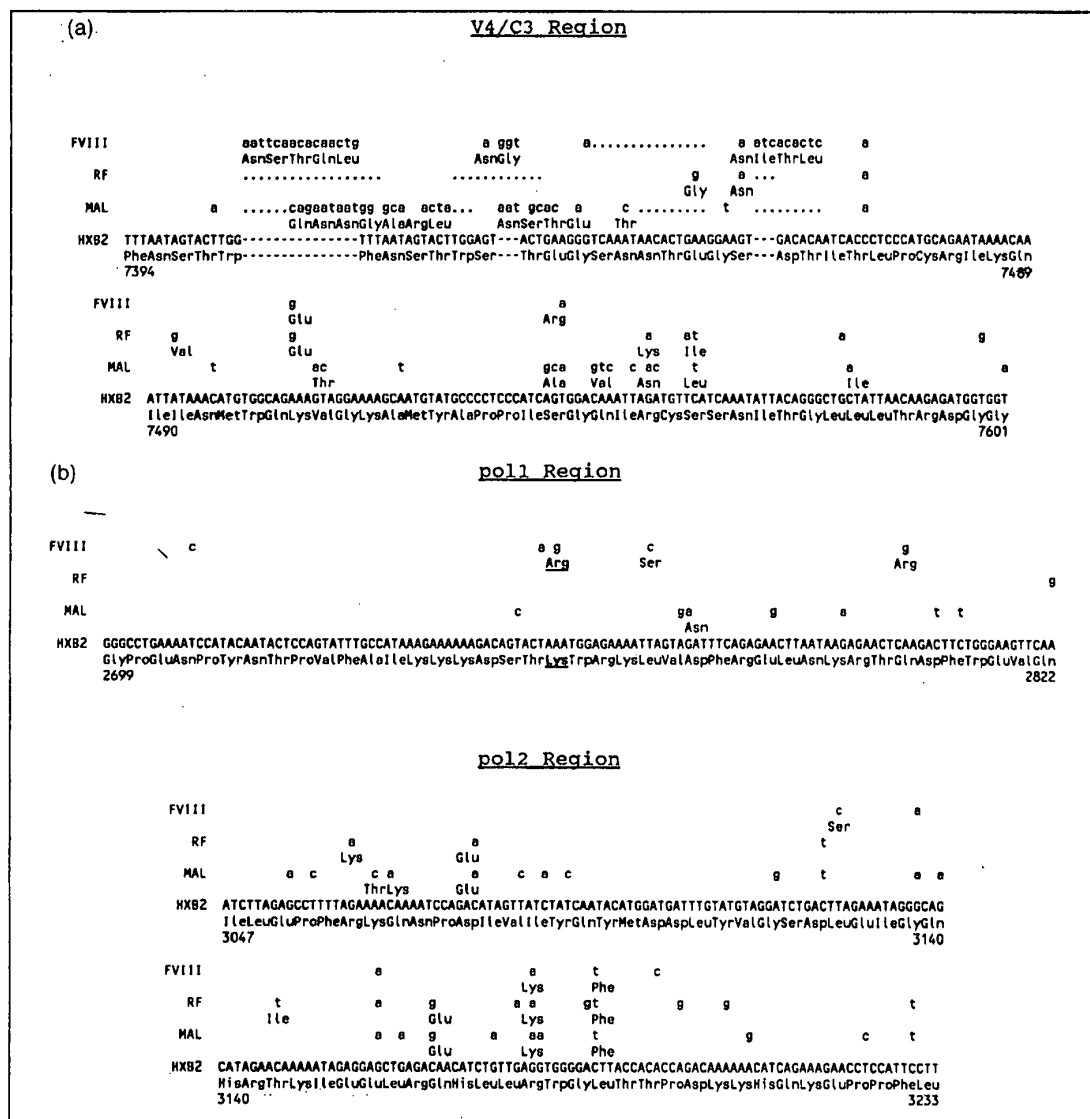 (a) V4/C3 Region
FVIII aattcaacacaactg a ggt a............... a atcacactc a
AsnSerThrGlnLeu AsnGly AsnIleThrLeu
RF .................. ............ g a ... a
Gly Asn
MAL a ......cagaataatgg gca acta... aat gcac a c ......... t ......... a
GlnAsnAsnGlyAlaArgLeu AsnSerThrGlu Thr
HXB2 TTTAATAGTACTTGG---------------TTTAATAGTACTTGGAGT---ACTGAAGGGTCAAATAACACTGAAGGAAGT---GACACAATCACCCTCCCATGCAGAATAAAACAA
PheAsnSerThrTrp---------------PheAsnSerThrTrpSer---ThrGluGlySerAsnAsnThrGluGlySer---AspThrIleThrLeuProCysArgIleLysGln
7394 7489
FVIII g a
Glu Arg
RF g g a at a g
Val Glu Lys Ile
MAL t ac t gca gtc c ac t a a
Thr Ala Val Asn Leu Ile
HXB2 ATTATAAACATGTGGCAGAAAGTAGGAAAAGCAATGTATGCCCCTCCCATCAGTGGACAAATTAGATGTTCATCAAATATTACAGGGCTGCTATTAACAAGAGATGGTGGT
IleIleAsnMetTrpGlnLysValGlyLysAlaMetTyrAlaProProIleSerGlyGlnIleArgCysSerSerAsnIleThrGlyLeuLeuLeuThrArgAspGlyGly
7490 7601
(b) pol1 Region
FVIII c a g c g
Arg Ser Arg
RF g
MAL c ga g a t t
Asn
HXB2 GGGCCTGAAAATCCATACAATACTCCAGTATTTGCCATAAAGAAAAAAGACAGTACTAAATGGAGAAAATTAGTAGATTTCAGAGAACTTAATAAGAGAACTCAAGACTTCTGGGAAGTTCAA
GlyProGluAsnProTyrAsnThrProValPheAlaIleLysLysLysAspSerThrLysTrpArgLysLeuValAspPheArgGluLeuAsnLysArgThrGlnAspPheTrpGluValGln
2699 2822
pol2 Region
FVIII c a
Ser
RF a a t
Lys Glu
MAL a c c a a c a c g t a a
ThrLys Glu
HXB2 ATCTTAGAGCCTTTTAGAAAACAAAATCCAGACATAGTTATCTATCAATACATGGATGATTTGTATGTAGGATCTGACTTAGAAATAGGGCAG
IleLeuGluProPheArgLysGlnAsnProAspIleValIleTyrGlnTyrMetAspAspLeuTyrValGlySerAspLeuGluIleGlyGln
3047 3140
FVIII a a t c
Lys Phe
RF t a g a a gt g g t
Ile Glu Lys Phe
MAL a a g a aa t g c t
Glu Lys Phe
HXB2 CATAGAACAAAAATAGAGGAGCTGAGACAACATCTGTTGAGGTGGGGACTTACCACACCAGACAAAAAACATCAGAAAGAACCTCCATTCCTT
HisArgThrLysIleGluGluLeuArgGlnHisLeuLeuArgTrpGlyLeuThrThrProAspLysLysHisGlnLysGluProProPheLeu
3140 3233